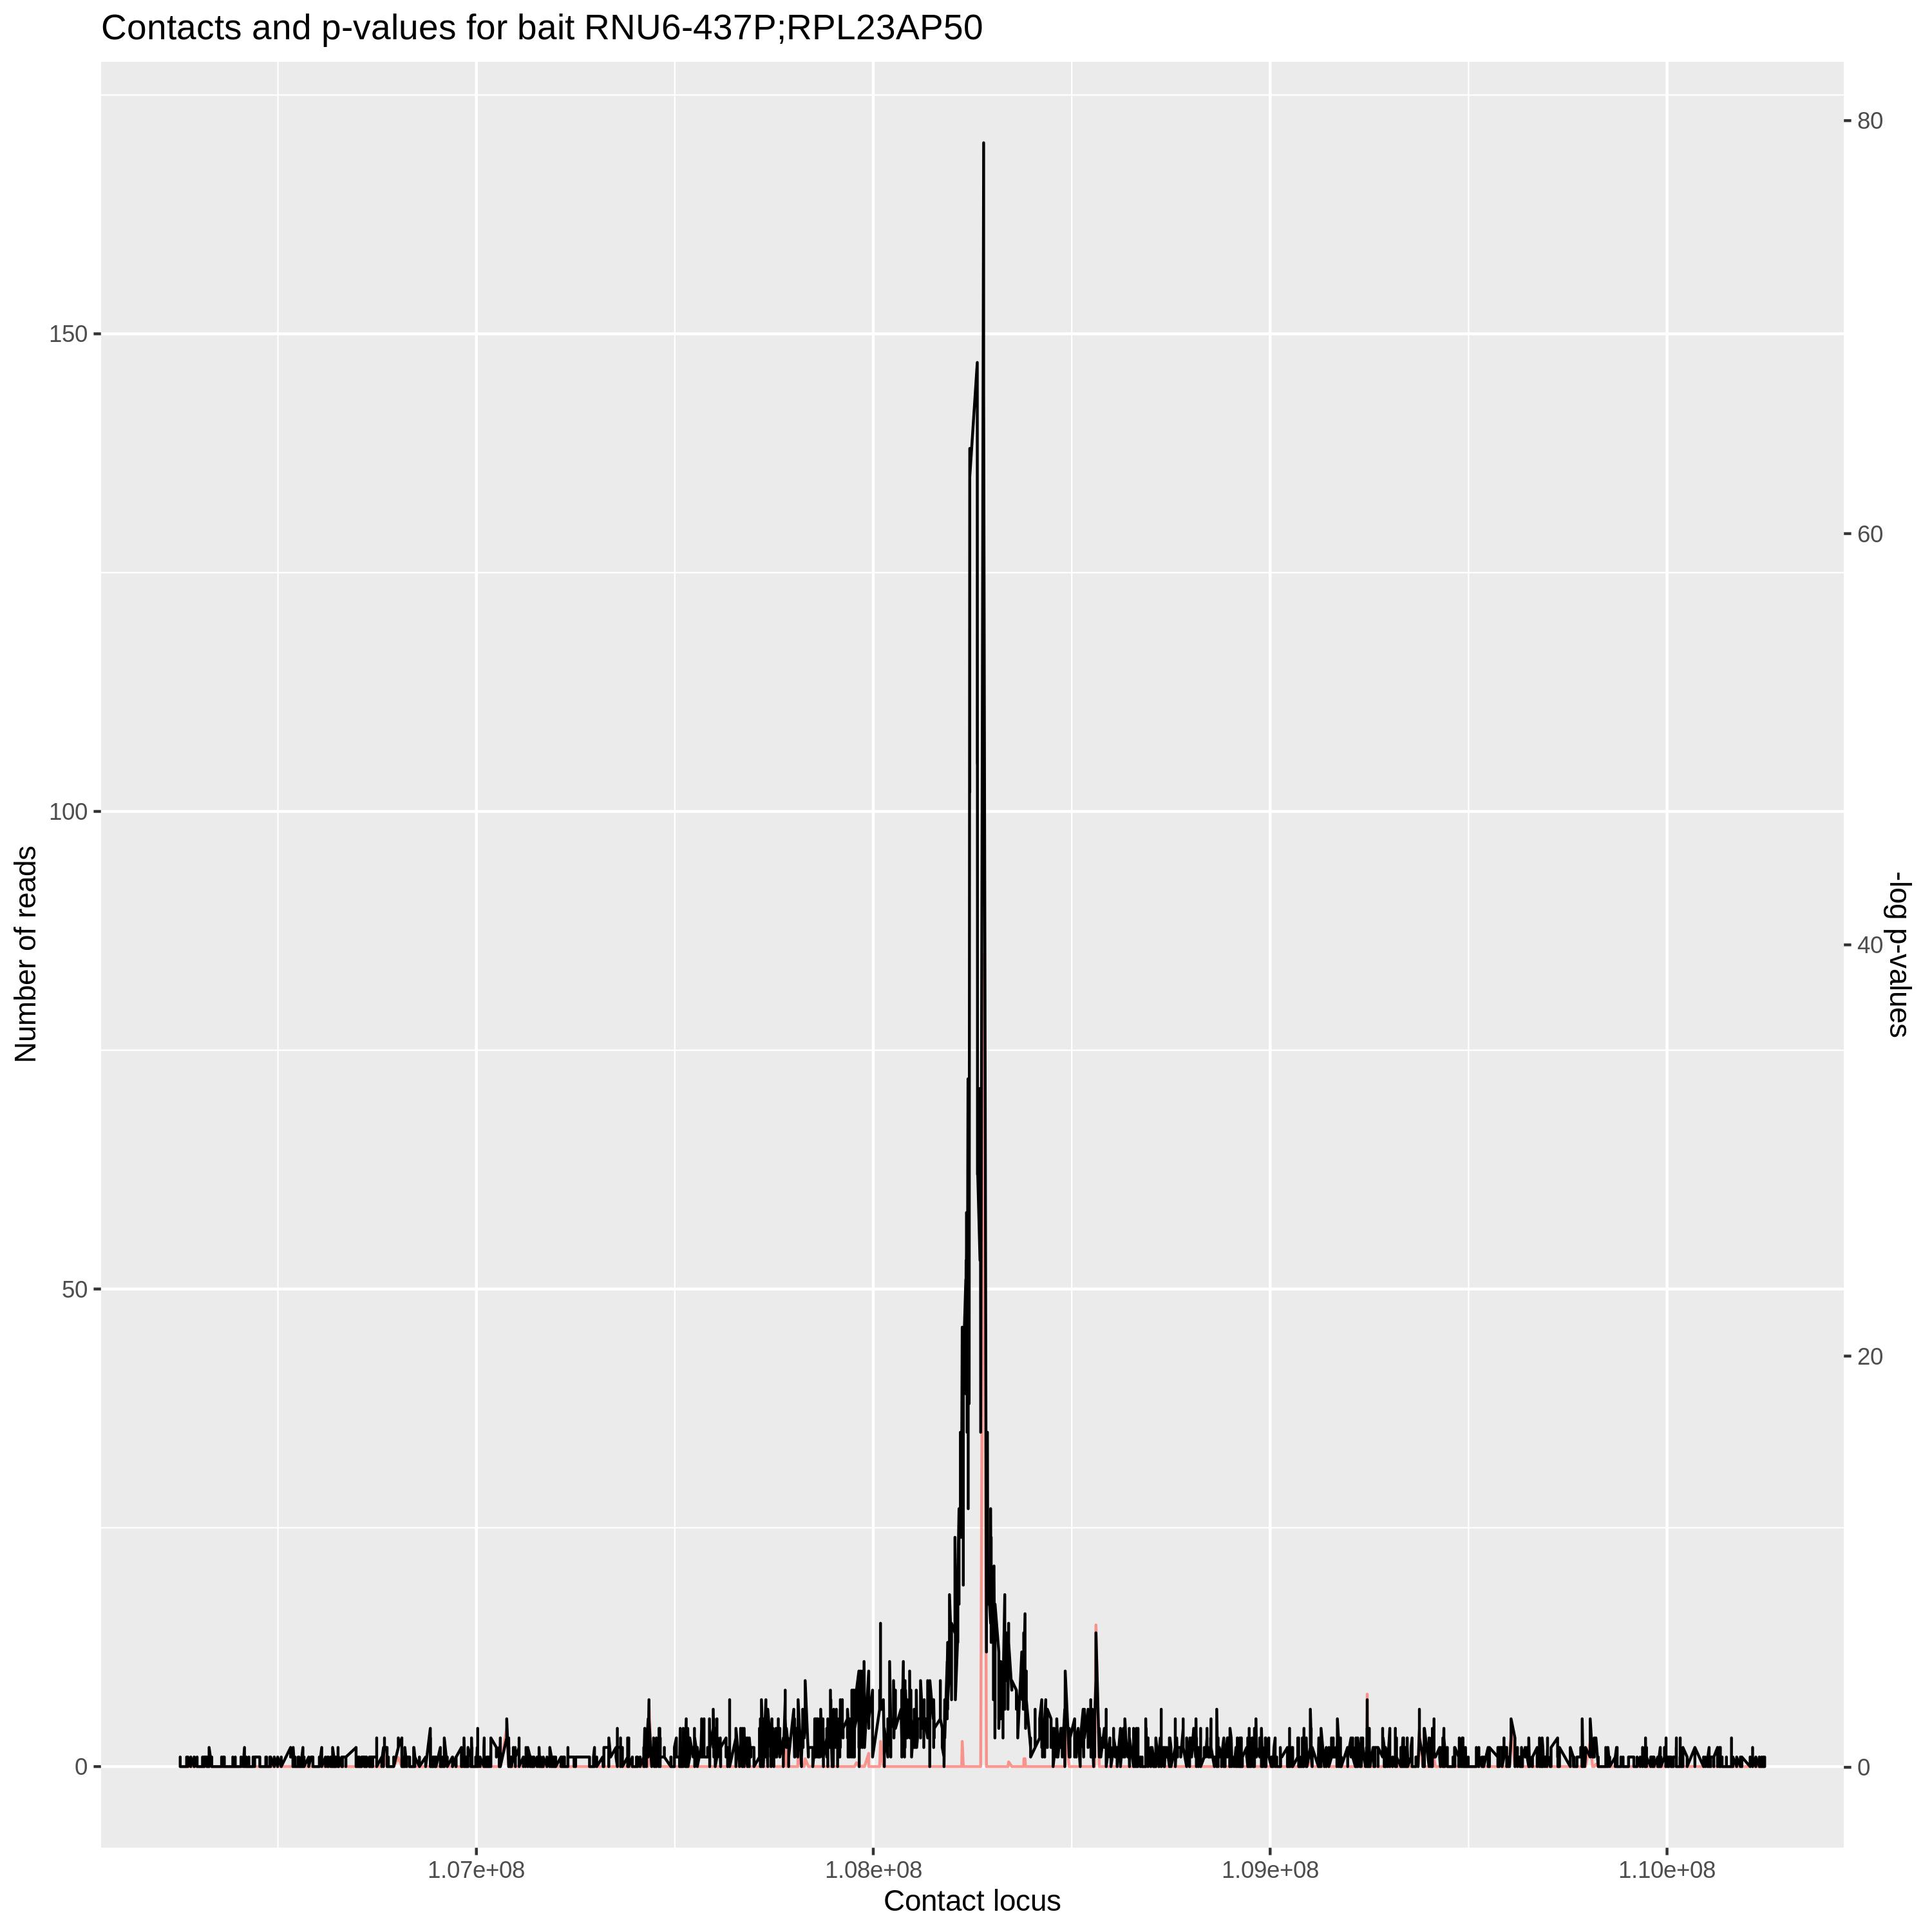 Contacts and p-values for bait RNU6-437P;RPL23AP50
80
150
60
100
Number of reads
-log p-values
40
50
20
0
0
1.07e+08 1.08e+08 1.09e+08 1.10e+08
Contact locus